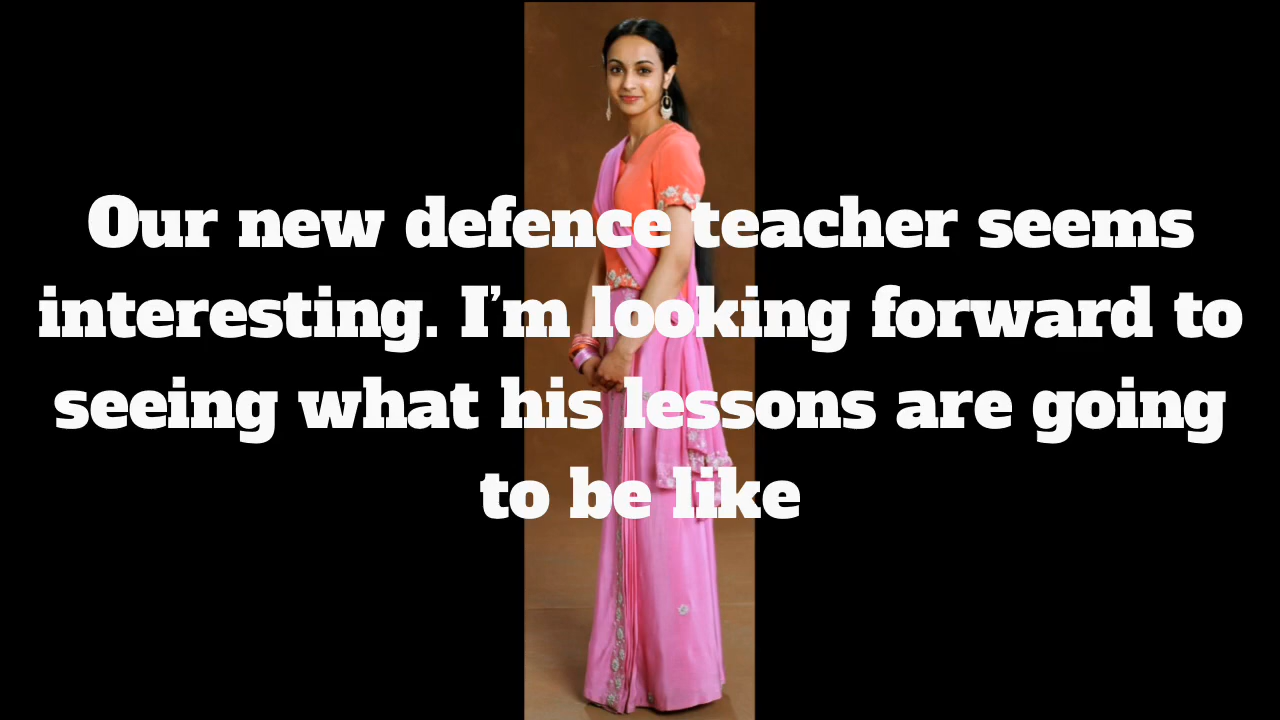 Our new defence teacher seems
interesting. I’m looking forward to
seeing what his lessons are going
to be like